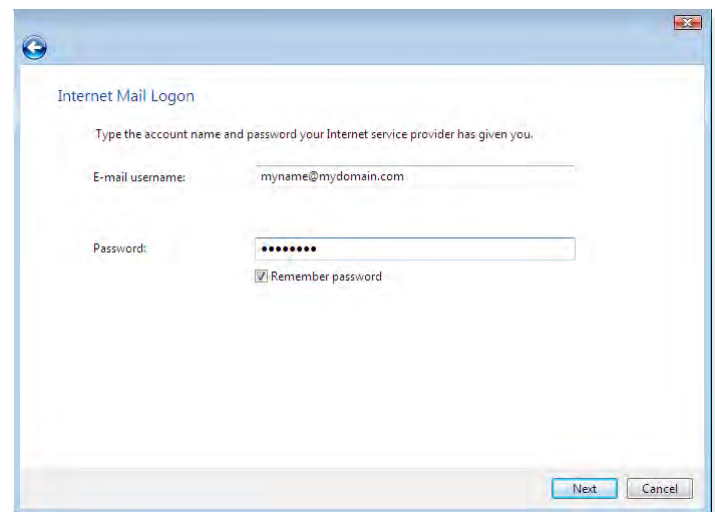 Internet Mail Logon
Type the account name and password your Internet service provider has given you.
E-mail username:
myname@mydomain.com
Password:
••••••••
Remember password
Next
Cancel